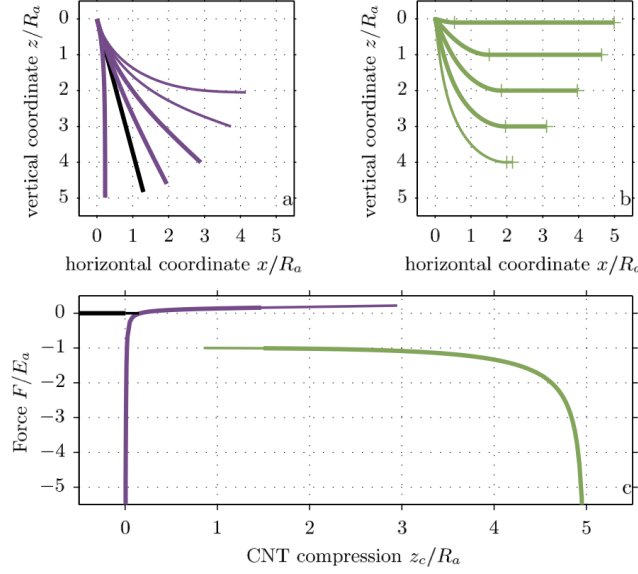 0
1
2
3
4
5
vertical coordinate z/R_a
a
0 1 2 3 4 5
horizontal coordinate x/R_a
0
1
2
3
4
5
vertical coordinate z/R_a
b
0 1 2 3 4 5
horizontal coordinate x/R_a
0
−1
−2
−3
−4
−5
Force F/E_a
c
0 1 2 3 4 5
CNT compression z_c/R_a